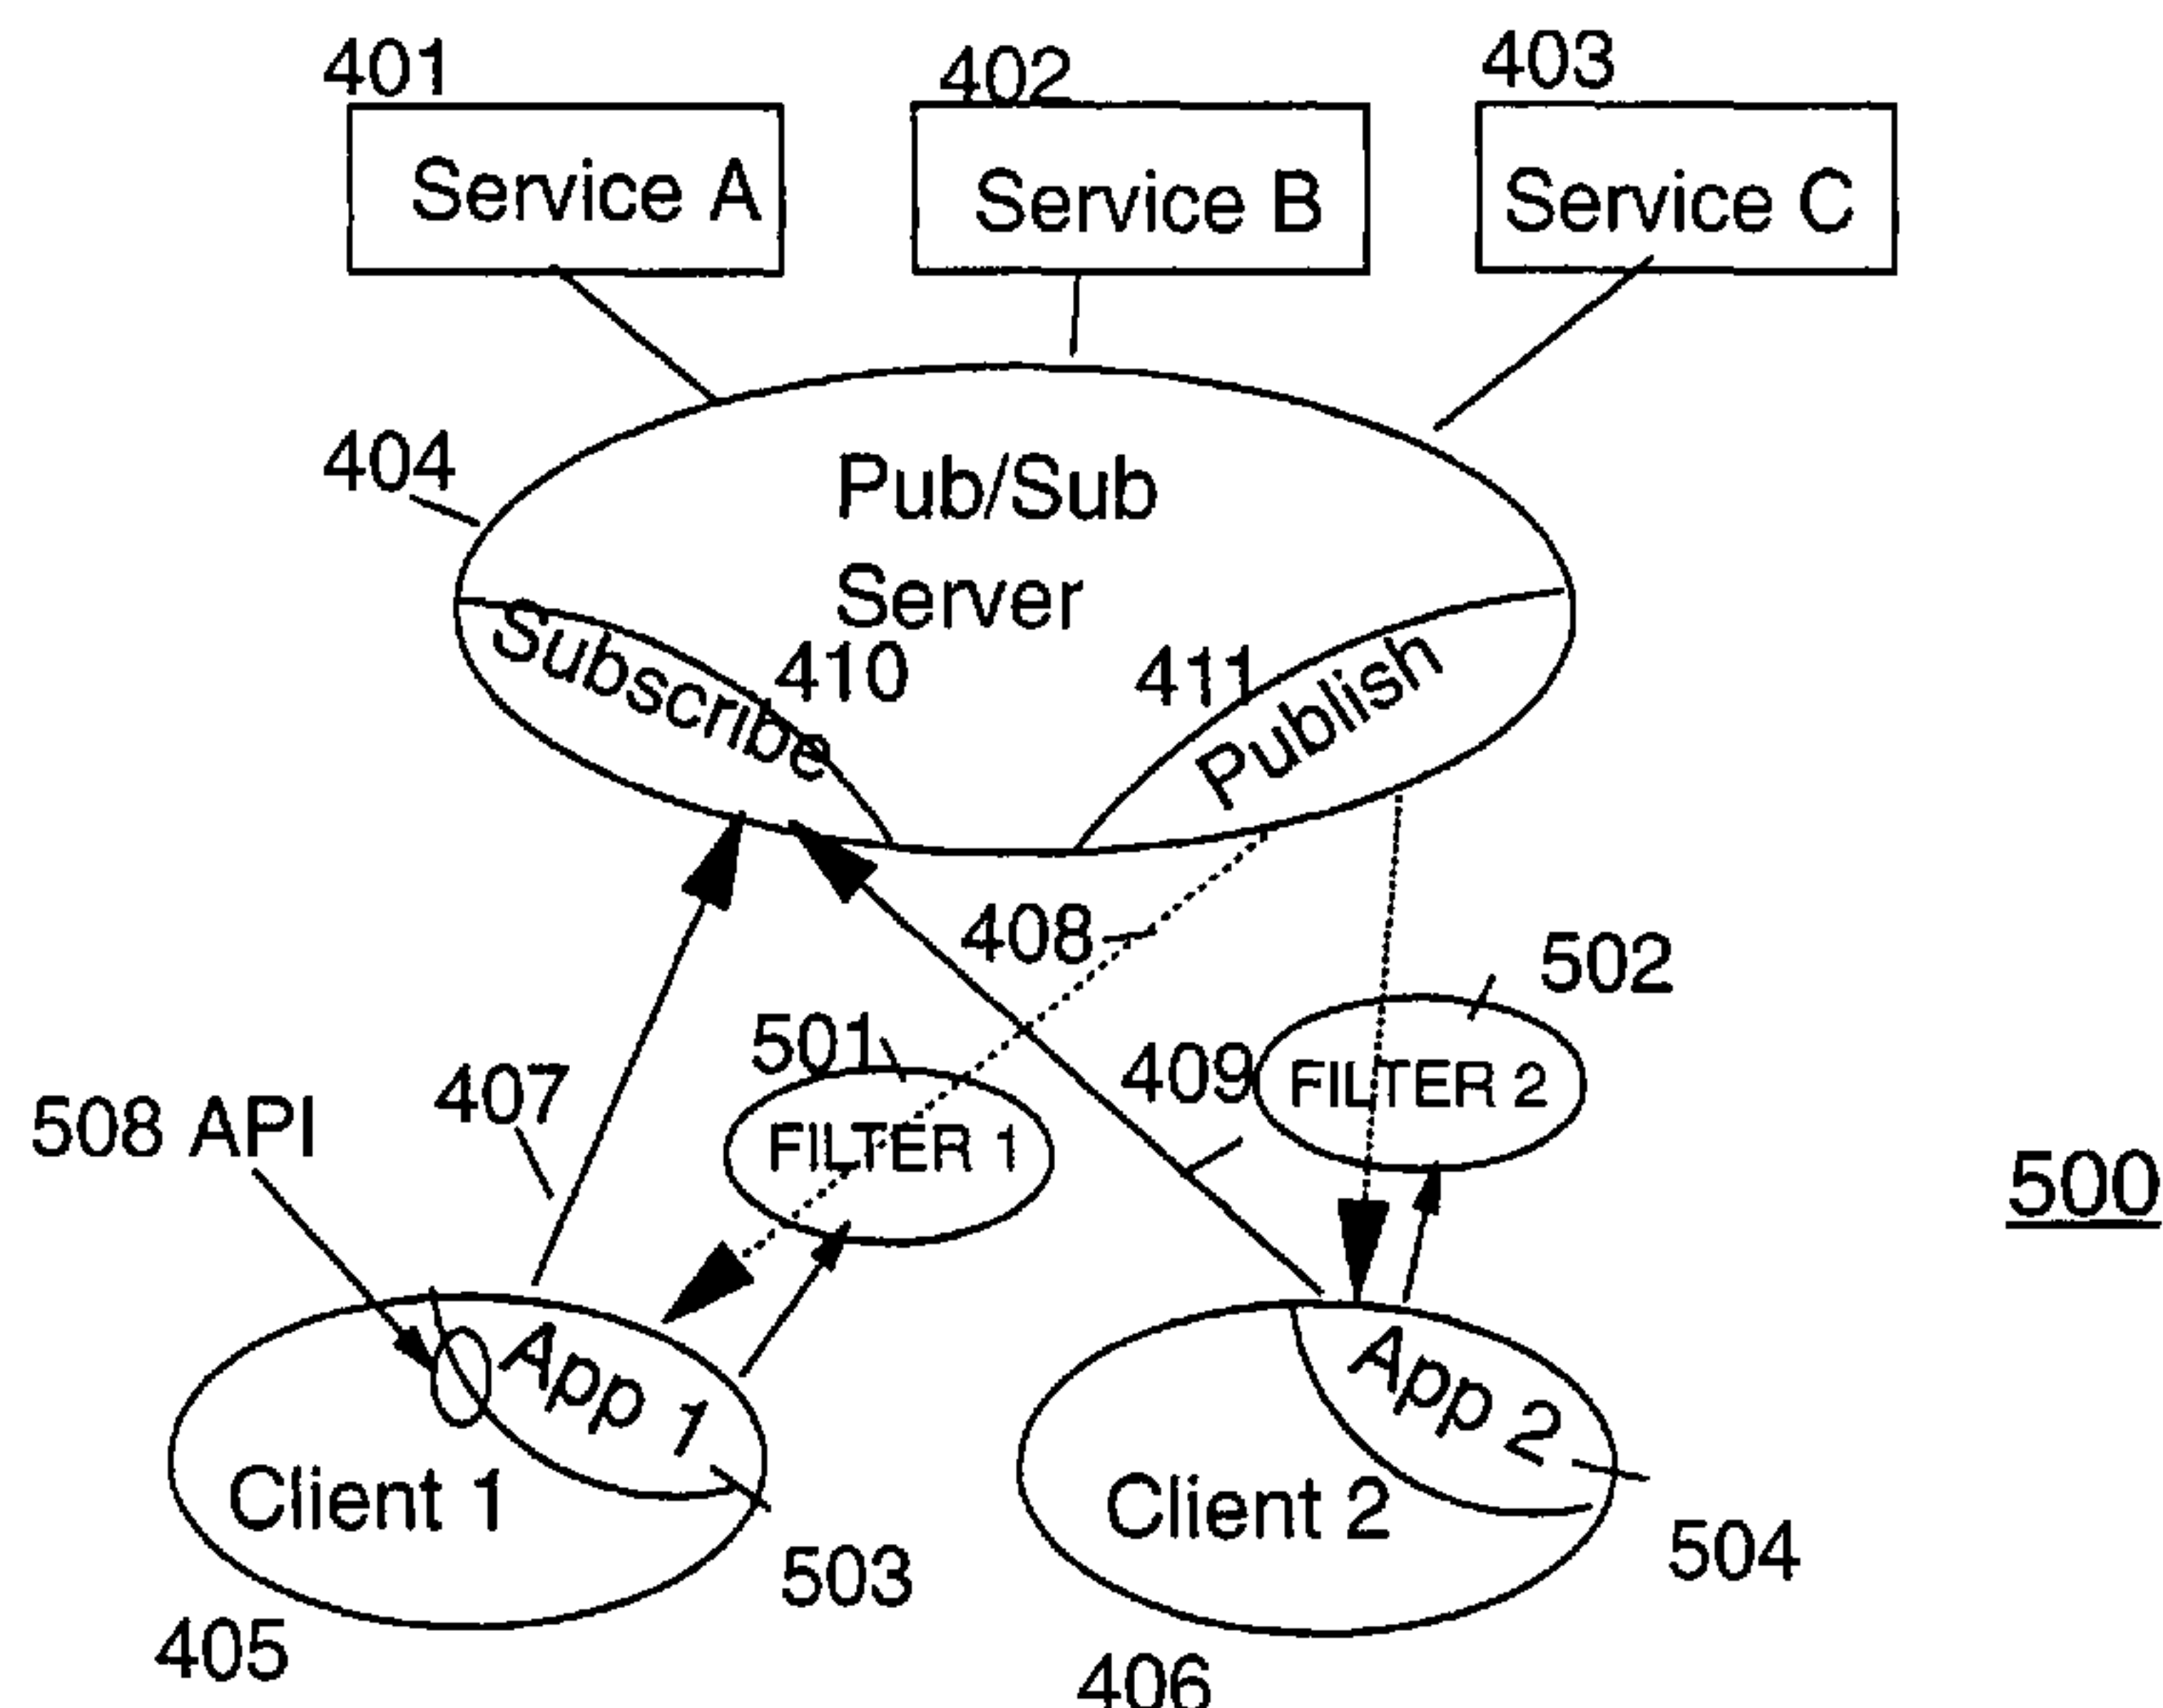 401
402
403
Service A
Service B
Service C
404
Pub/Sub
Server
Subscribe
410
411
Publish
408
502
501
409
FILTER 2
407
508 API
FILTER 1
500
App 1
App 2
Client 1
Client 2
503
504
405
406